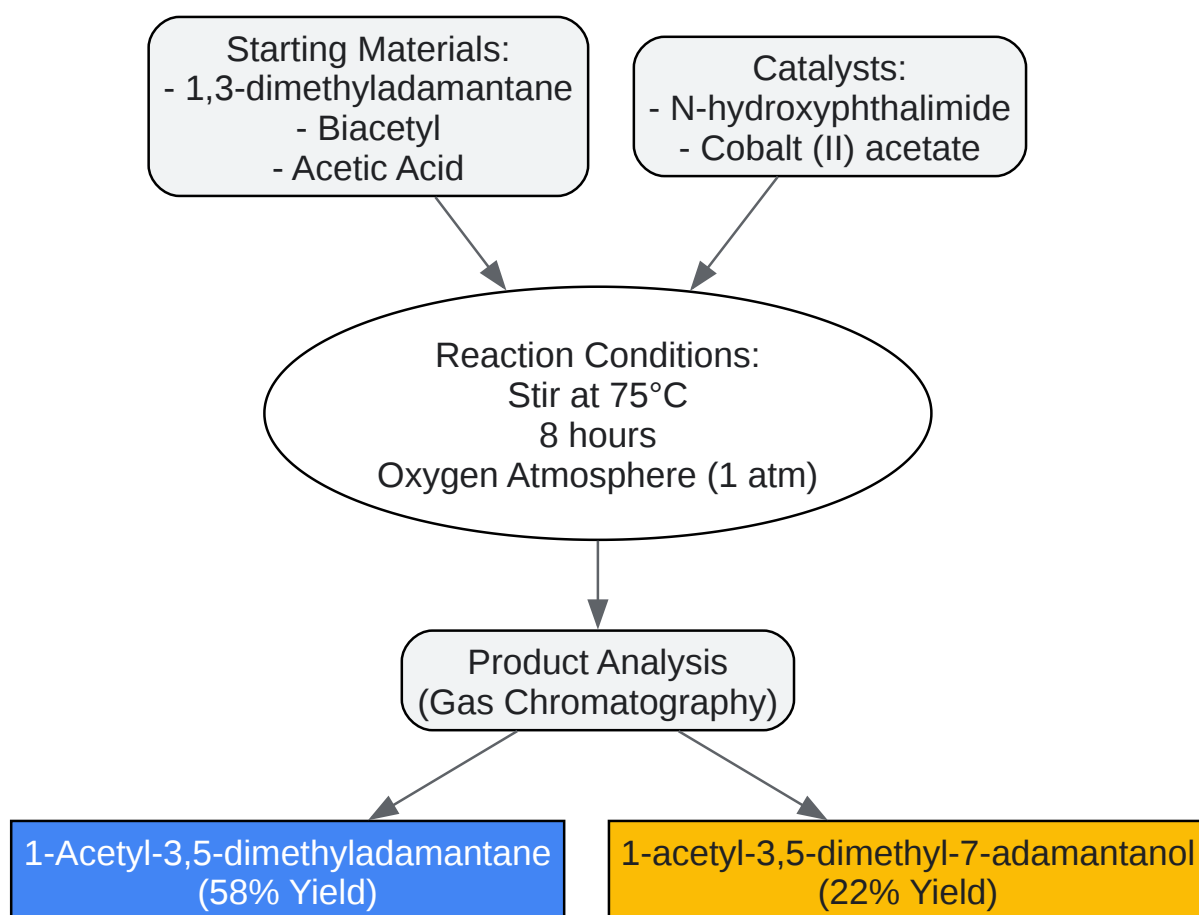 Starting Materials:
- 1,3-dimethyladamantane
- Biacetyl
- Acetic Acid
Catalysts:
- N-hydroxyphthalimide
- Cobalt (II) acetate
Reaction Conditions:
Stir at 75°C
8 hours
Oxygen Atmosphere (1 atm)
Product Analysis
(Gas Chromatography)
1-Acetyl-3,5-dimethyladamantane
(58% Yield)
1-acetyl-3,5-dimethyl-7-adamantanol
(22% Yield)